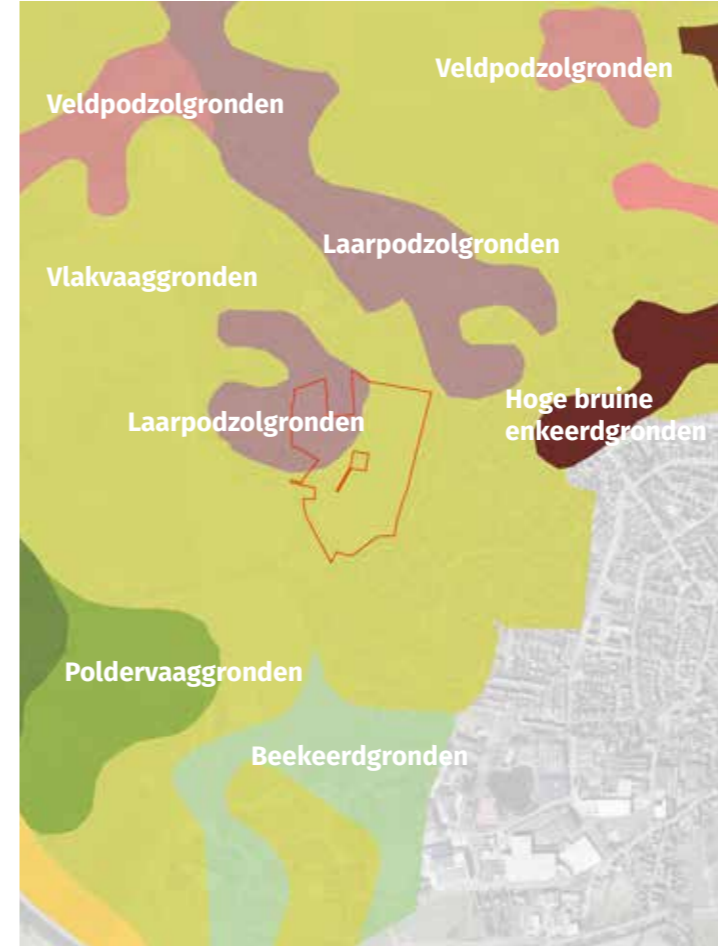 Veldpodzolgronden
Veldpodzolgronden
Laarpodzolgronden
Vlakvaaggronden
Hoge bruine
enkeerdgronden
Laarpodzolgronden
Poldervaaggronden
Beekeerdgronden